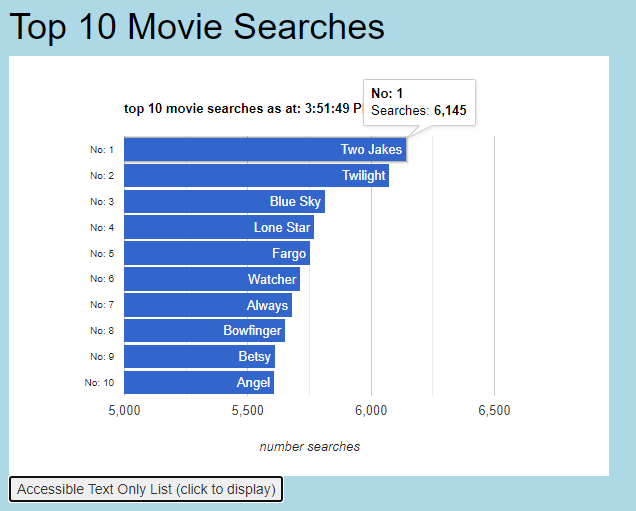 Top 10 Movie Searches
No: 1
Searches: 6,145
top 10 movie searches as at: 3:51:49 P
No: 1 Two Jakes
No: 2 Twilight
No: 3 Blue Sky
No: 4 Lone Star
No: 5 Fargo
No: 6 Watcher
No: 7 Always
No: 8 Bowfinger
No: 9 Betsy
No: 10 Angel
5,000 5,500 6,000 6,500
number searches
Accessible Text Only List (click to display)